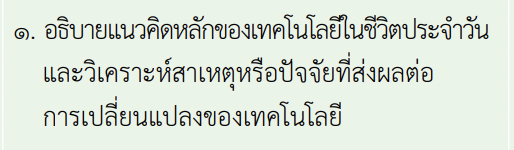 ๑. อธิบายแนวคิดหลักของเทคโนโลยีในชีวิตประจำวัน
และวิเคราะห์สาเหตุหรือปัจจัยที่ส่งผลต่อ
การเปลี่ยนแปลงของเทคโนโลยี